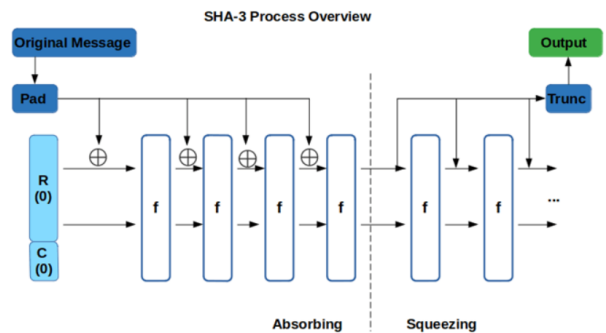 SHA-3 Process Overview
Original Message
Output
Pad
Trunc
R
(0)
f
f
f
f
f
f
...
C
(0)
Absorbing
Squeezing